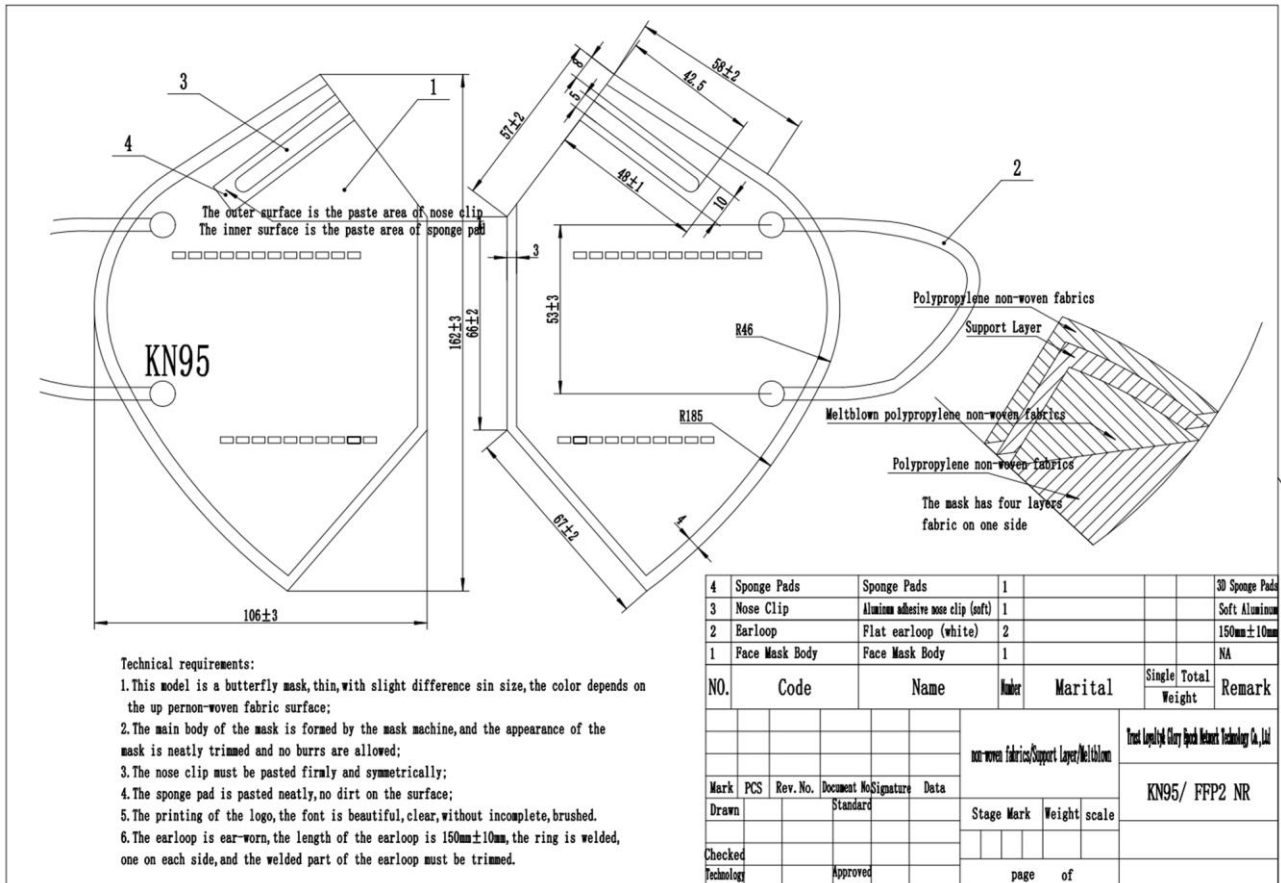 3
1
4
The outer surface is the paste area of nose clip
The inner surface is the paste area of sponge pad
KN95
162±3
66±2
106±3
57±2
8
5
58±2
42.5
48±1
10
2
3
53±3
R46
R185
67±2
4
Polypropylene non-woven fabrics
Support Layer
Meltblown polypropylene non-woven fabrics
Polypropylene non-woven fabrics
The mask has four layers
fabric on one side
Technical requirements:
1.This model is a butterfly mask,thin,with slight difference sin size,the color depends on
the up pernon-woven fabric surface;
2.The main body of the mask is formed by the mask machine,and the appearance of the
mask is neatly trimmed and no burrs are allowed;
3.The nose clip must be pasted firmly and symmetrically;
4.The sponge pad is pasted neatly,no dirt on the surface;
5.The printing of the logo,the font is beautiful,clear,without incomplete,brushed.
6.The earloop is ear-worn,the length of the earloop is 150mm±10mm,the ring is welded,
one on each side,and the welded part of the earloop must be trimmed.
4 Sponge Pads Sponge Pads 1 3D Sponge Pads
3 Nose Clip Aluminum adhesive nose clip (soft) 1 Soft Aluminum
2 Earloop Flat earloop (white) 2 150mm±10mm
1 Face Mask Body Face Mask Body 1 NA
NO. Code Name Number Marital Single Total Weight Remark
non-woven fabrics/Support Layer/Meltblown
Network Technology Co.,Ltd
Mark PCS Rev.No. Document No. Signature Data
KN95/ FFP2 NR
Drawn Standard
Stage Mark Weight scale
Checked
Technology Approved
page of